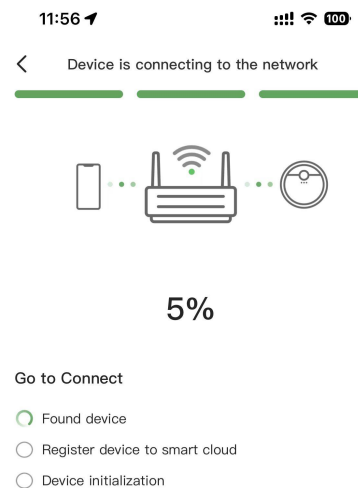 11:56
100
Device is connecting to the network
5%
Go to Connect
Found device
Register device to smart cloud
Device initialization